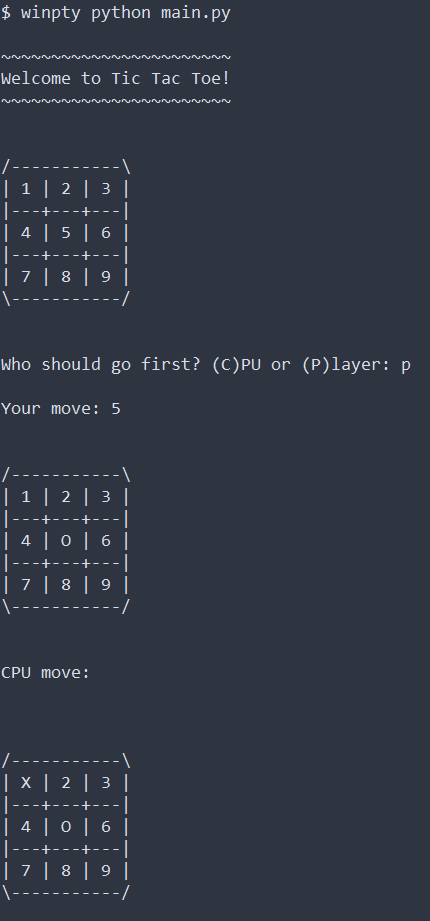 $ winpty python main.py
~~~~~~~~~~~~~~~~~~~~~~~
Welcome to Tic Tac Toe!
~~~~~~~~~~~~~~~~~~~~~~~
/-----------\
| 1 | 2 | 3 |
|---+---+---|
| 4 | 5 | 6 |
|---+---+---|
| 7 | 8 | 9 |
\-----------/
Who should go first? (C)PU or (P)layer: p
Your move: 5
/-----------\
| 1 | 2 | 3 |
|---+---+---|
| 4 | O | 6 |
|---+---+---|
| 7 | 8 | 9 |
\-----------/
CPU move:
/-----------\
| X | 2 | 3 |
|---+---+---|
| 4 | O | 6 |
|---+---+---|
| 7 | 8 | 9 |
\-----------/